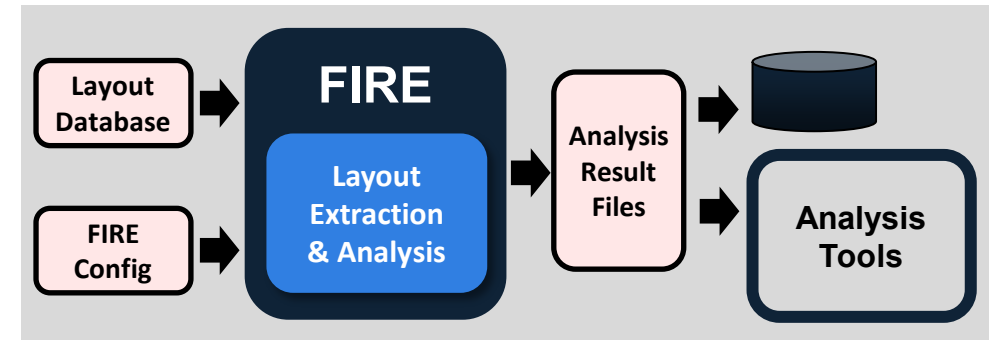 Layout
Database
FIRE
Config
FIRE
Layout
Extraction
& Analysis
Analysis
Result
Files
Analysis
Tools